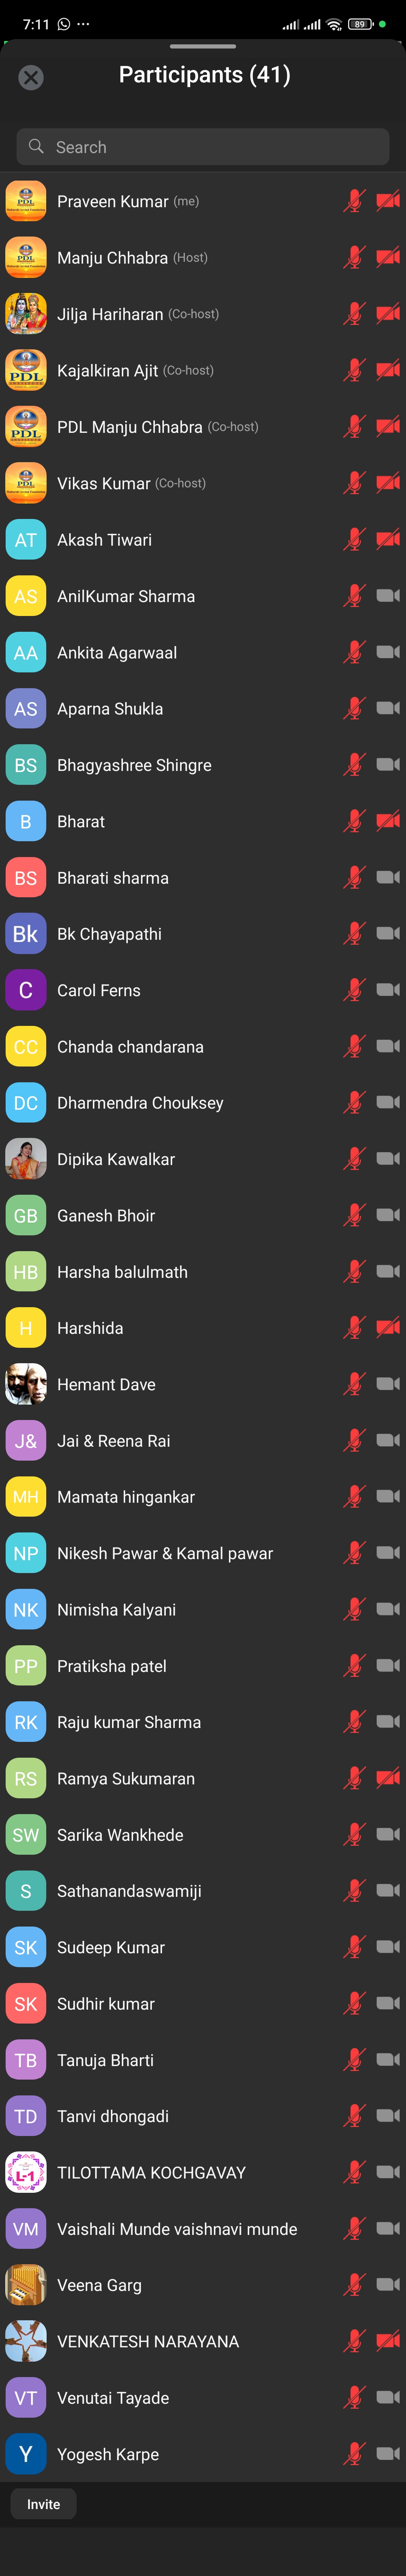 7:11
89
Participants (41)
Search
PDL
Praveen Kumar (me)
PDL
Manju Chhabra (Host)
Jilja Hariharan (Co-host)
PDL
Kajalkiran Ajit (Co-host)
PDL
PDL Manju Chhabra (Co-host)
PDL
Vikas Kumar (Co-host)
AT Akash Tiwari
AS AnilKumar Sharma
AA Ankita Agarwaal
AS Aparna Shukla
BS Bhagyashree Shingre
B Bharat
BS Bharati sharma
Bk Bk Chayapathi
C Carol Ferns
CC Chanda chandarana
DC Dharmendra Chouksey
Dipika Kawalkar
GB Ganesh Bhoir
HB Harsha balulmath
H Harshida
Hemant Dave
J& Jai & Reena Rai
MH Mamata hingankar
NP Nikesh Pawar & Kamal pawar
NK Nimisha Kalyani
PP Pratiksha patel
RK Raju kumar Sharma
RS Ramya Sukumaran
SW Sarika Wankhede
S Sathanandaswamiji
SK Sudeep Kumar
SK Sudhir kumar
TB Tanuja Bharti
TD Tanvi dhongadi
L-1 TILOTTAMA KOCHGAVAY
VM Vaishali Munde vaishnavi munde
Veena Garg
VENKATESH NARAYANA
VT Venutai Tayade
Y Yogesh Karpe
Invite